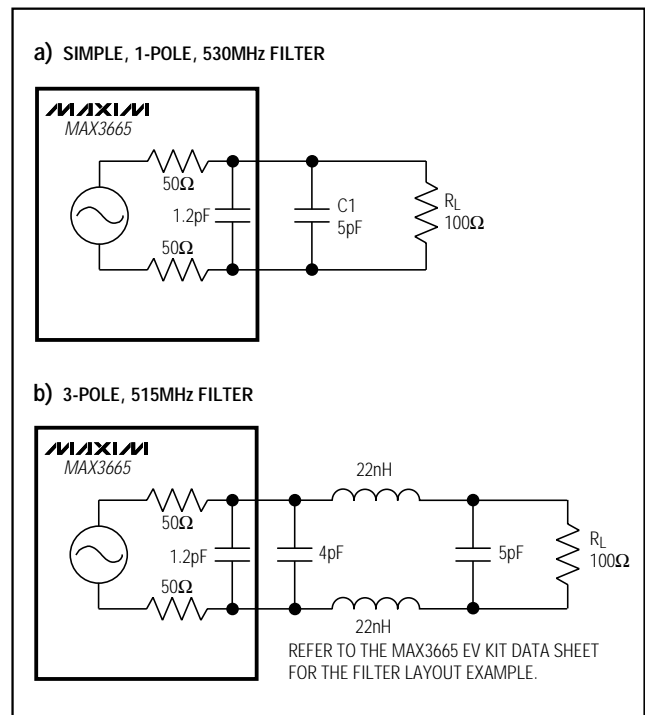 a) SIMPLE, 1-POLE, 530MHz FILTER
MAXIM
MAX3665
50Ω
1.2pF
C1
5pF
RL
100Ω
50Ω
b) 3-POLE, 515MHz FILTER
MAXIM
MAX3665
22nH
50Ω
1.2pF
4pF
5pF
RL
100Ω
50Ω
22nH
REFER TO THE MAX3665 EV KIT DATA SHEET
FOR THE FILTER LAYOUT EXAMPLE.